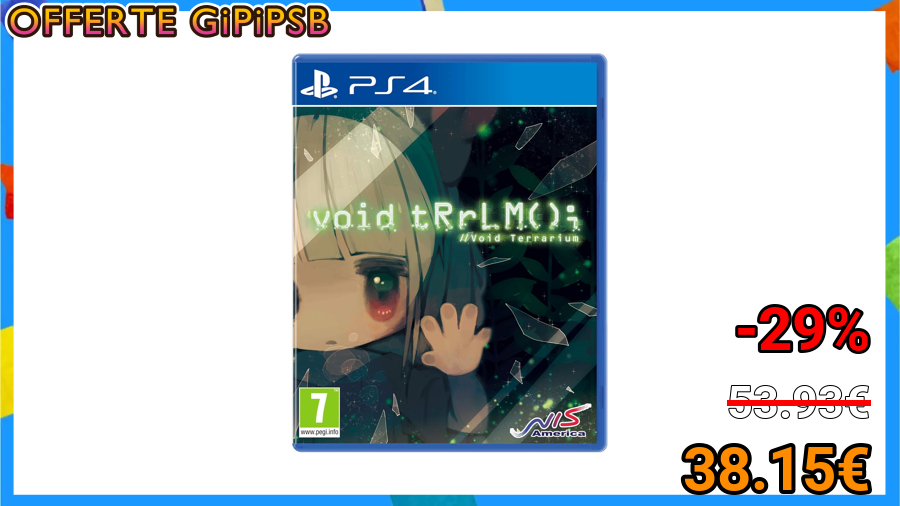 OFFERTE GiPiPSB
PS4
void tRrLM();
//Void Terrarium
7
www.pegi.info
NIS
America
-29%
53.93€
38.15€